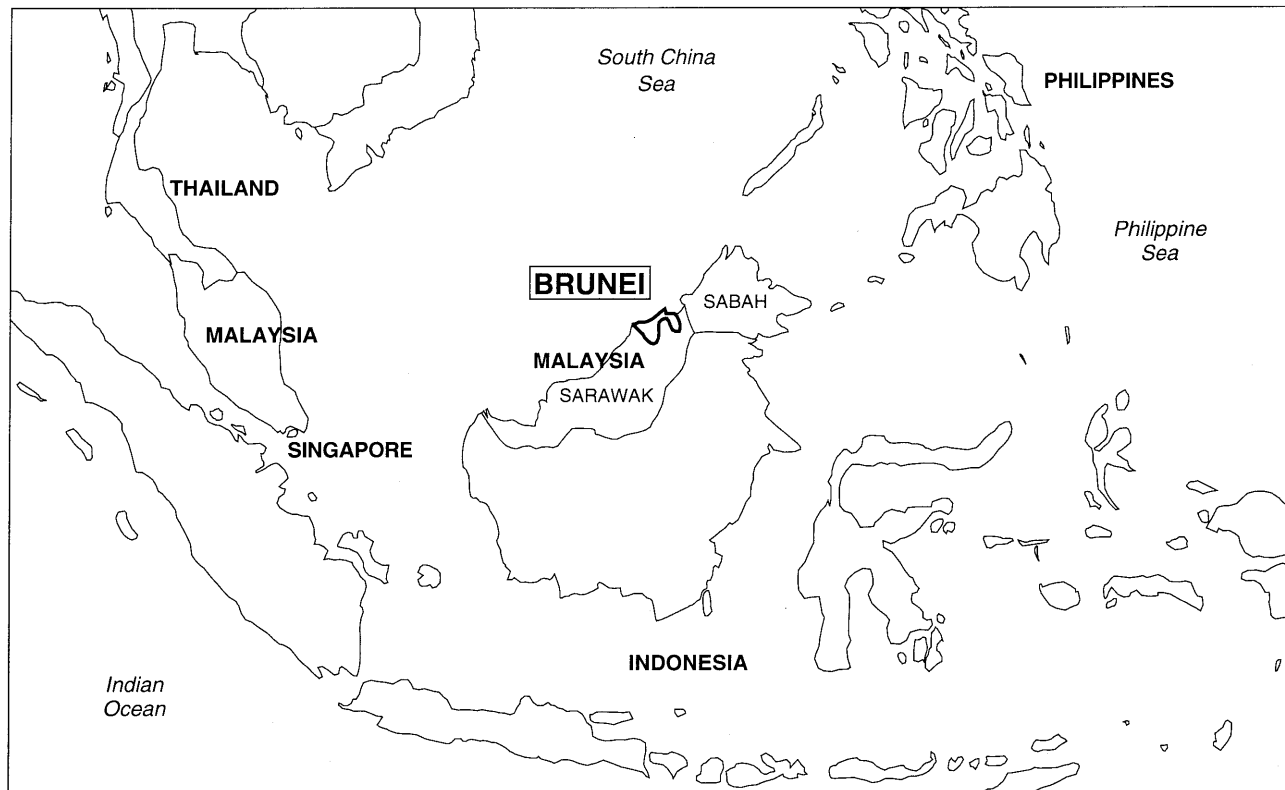 South China
Sea
PHILIPPINES
THAILAND
Philippine
Sea
BRUNEI
SABAH
MALAYSIA
MALAYSIA
SARAWAK
SINGAPORE
INDONESIA
Indian
Ocean